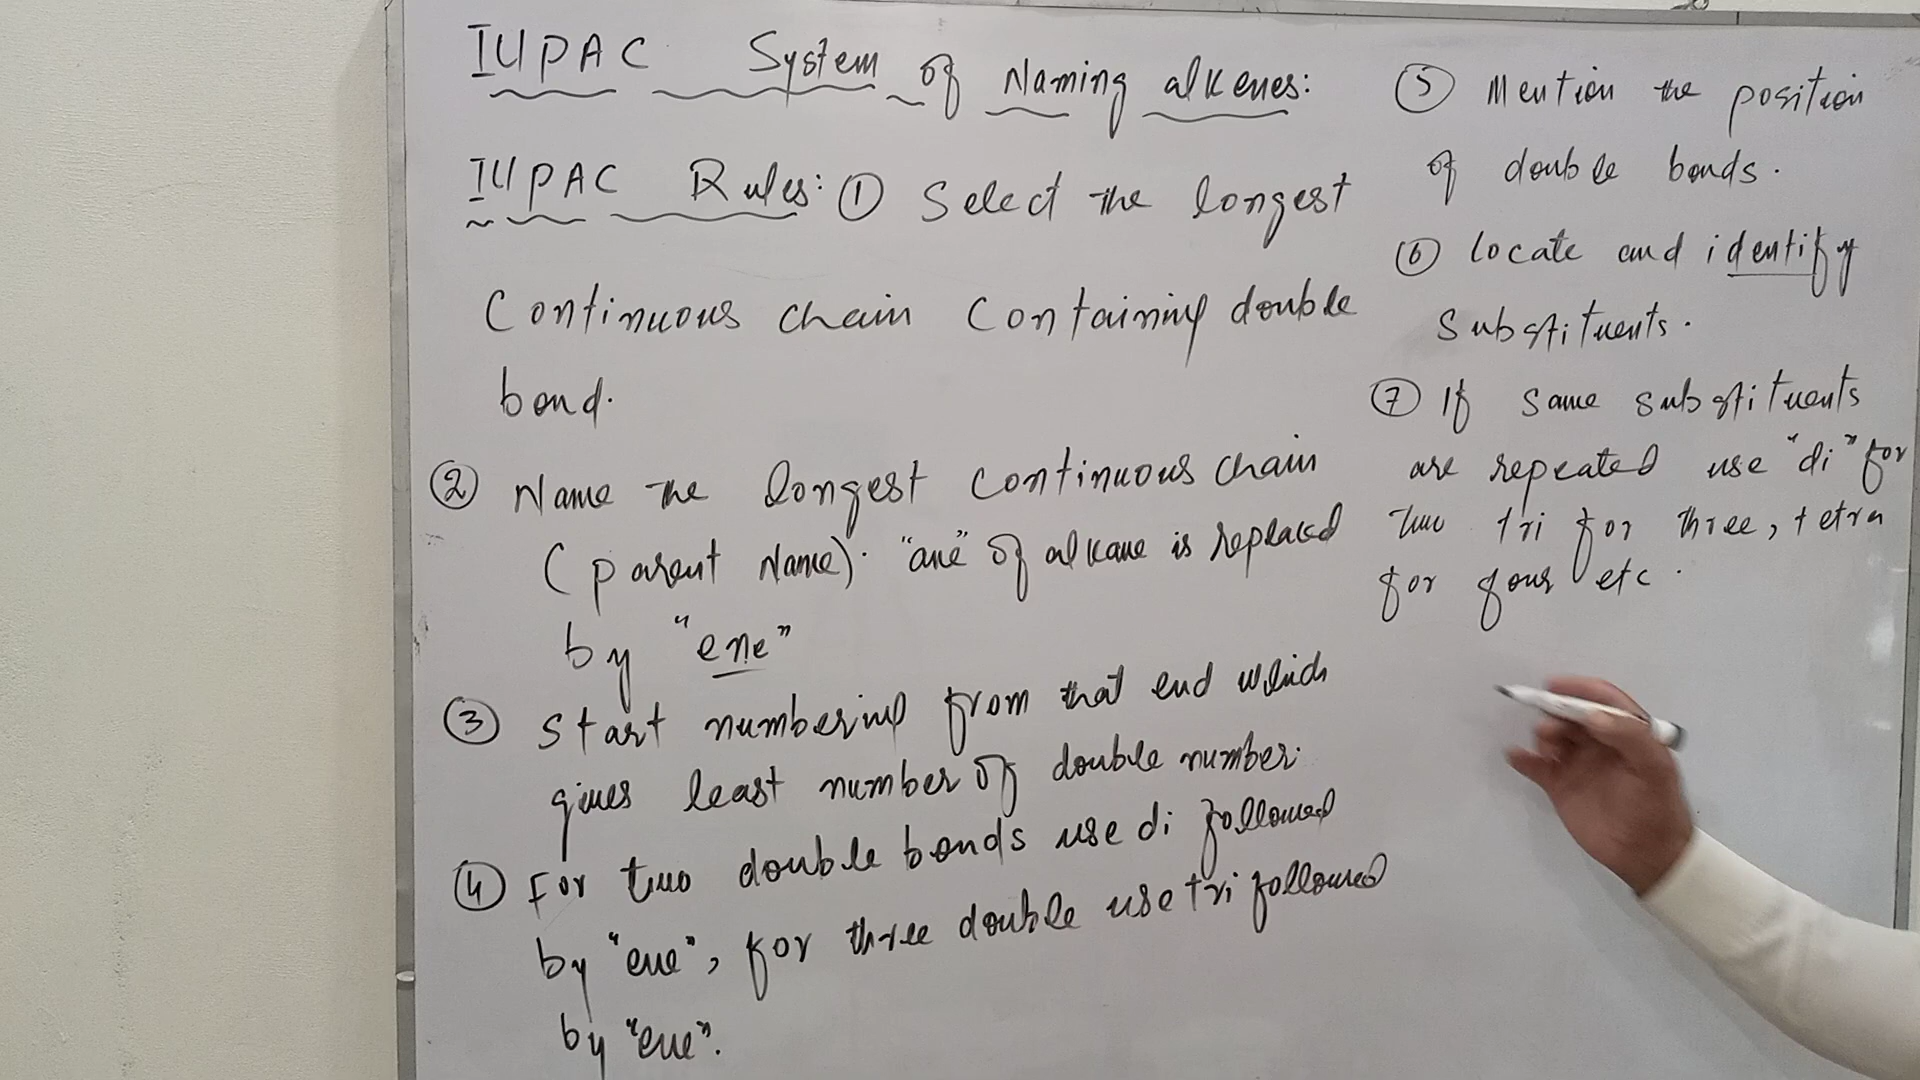 IUPAC System of Naming alkenes:
IUPAC Rules: ① Select the longest
Continuous chain Containing double
bond.
② Name the longest continuous chain
(parent Name). "ane" of alkane is replaced
by "ene"
③ Start numbering from that end which
gives least number of double number.
④ For two double bonds use di followed
by "ene", for three double use tri followed
by "ene".
⑤ Mention the position
of double bonds.
⑥ locate and identify
substituents.
⑦ If same substituents
are repeated use "di" for
two tri for three, tetra
for four etc.